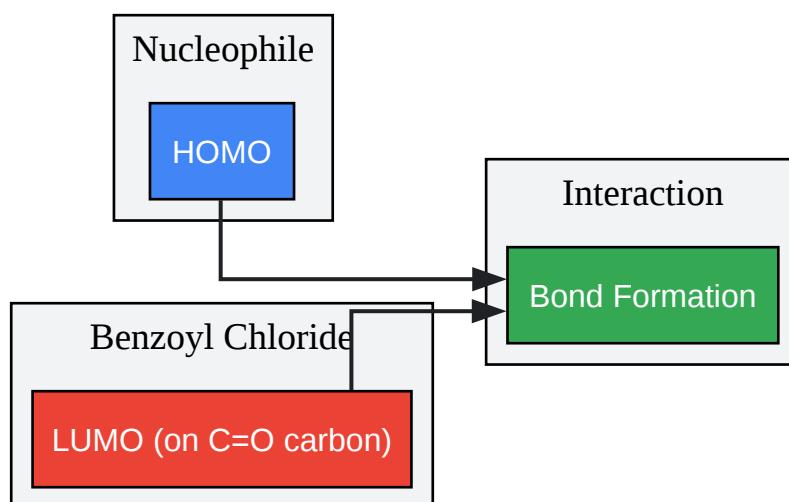 Nucleophile
HOMO
Interaction
Bond Formation
Benzoyl Chloride
LUMO (on C=O carbon)